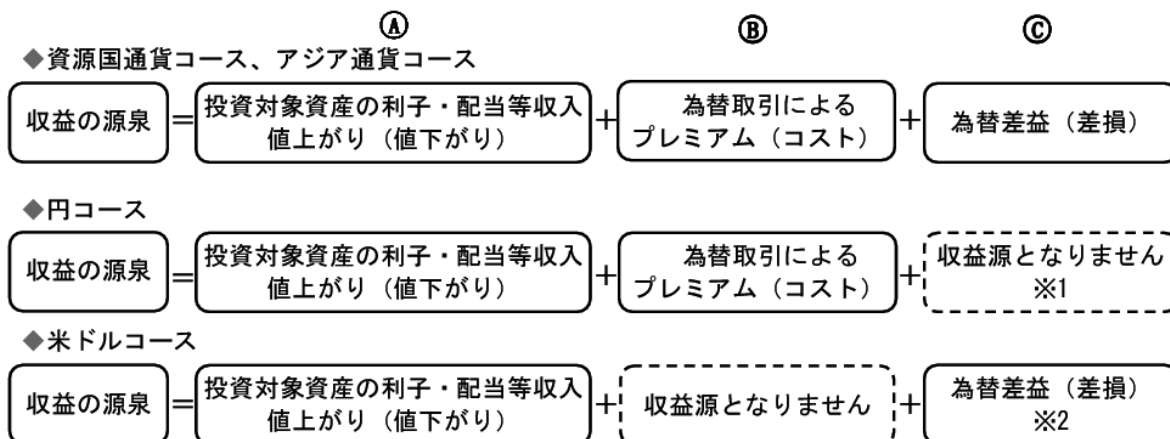 Ⓐ Ⓑ Ⓒ
◆資源国通貨コース、アジア通貨コース
収益の源泉 = 投資対象資産の利子・配当等収入 値上がり（値下がり） + 為替取引による プレミアム（コスト） + 為替差益（差損）
◆円コース
収益の源泉 = 投資対象資産の利子・配当等収入 値上がり（値下がり） + 為替取引による プレミアム（コスト） + 収益源となりません ※1
◆米ドルコース
収益の源泉 = 投資対象資産の利子・配当等収入 値上がり（値下がり） + 収益源となりません + 為替差益（差損） ※2